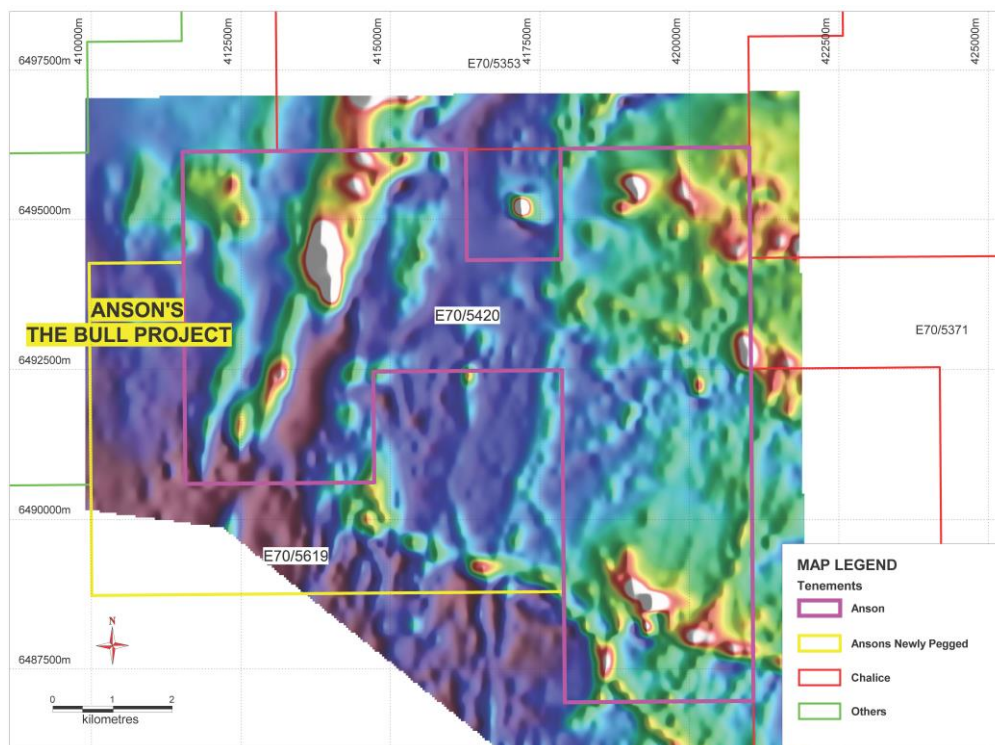 410000m
412500m
415000m
417500m
420000m
422500m
425000m
6497500m
E70/5353
6495000m
ANSON'S
THE BULL PROJECT
E70/5420
E70/5371
6492500m
6490000m
E70/5619
MAP LEGEND
Tenements
Anson
Ansons Newly Pegged
Chalice
Others
N
6487500m
0 1 2
kilometres